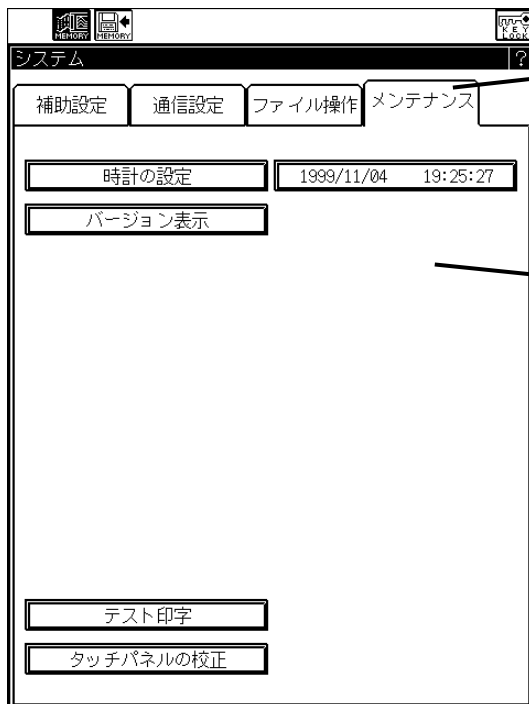 MEMORY MEMORY KEY LOCK
システム ?
補助設定 通信設定 ファイル操作 メンテナンス
時計の設定 1999/11/04 19:25:27
バージョン表示
テスト印字
タッチパネルの校正